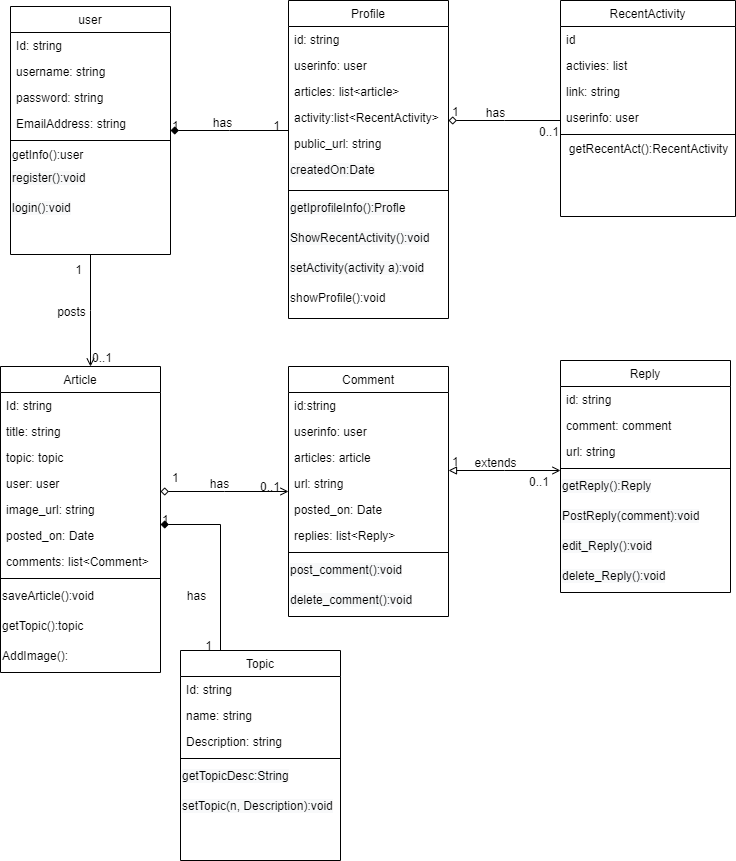 user
Id: string
username: string
password: string
EmailAddress: string
getInfo():user
register():void
login():void
1
has
1
Profile
id: string
userinfo: user
articles: list<article>
activity:list<RecentActivity>
public_url: string
createdOn:Date
getIprofileInfo():Profle
ShowRecentActivity():void
setActivity(activity a):void
showProfile():void
1
has
0..1
RecentActivity
id
activies: list
link: string
userinfo: user
getRecentAct():RecentActivity
1
posts
0..1
Article
Id: string
title: string
topic: topic
user: user
image_url: string
posted_on: Date
comments: list<Comment>
saveArticle():void
getTopic():topic
AddImage():
1
has
0..1
Comment
id:string
userinfo: user
articles: article
url: string
posted_on: Date
replies: list<Reply>
post_comment():void
delete_comment():void
1
extends
0..1
Reply
id: string
comment: comment
url: string
getReply():Reply
PostReply(comment):void
edit_Reply():void
delete_Reply():void
1
has
1
Topic
Id: string
name: string
Description: string
getTopicDesc:String
setTopic(n, Description):void